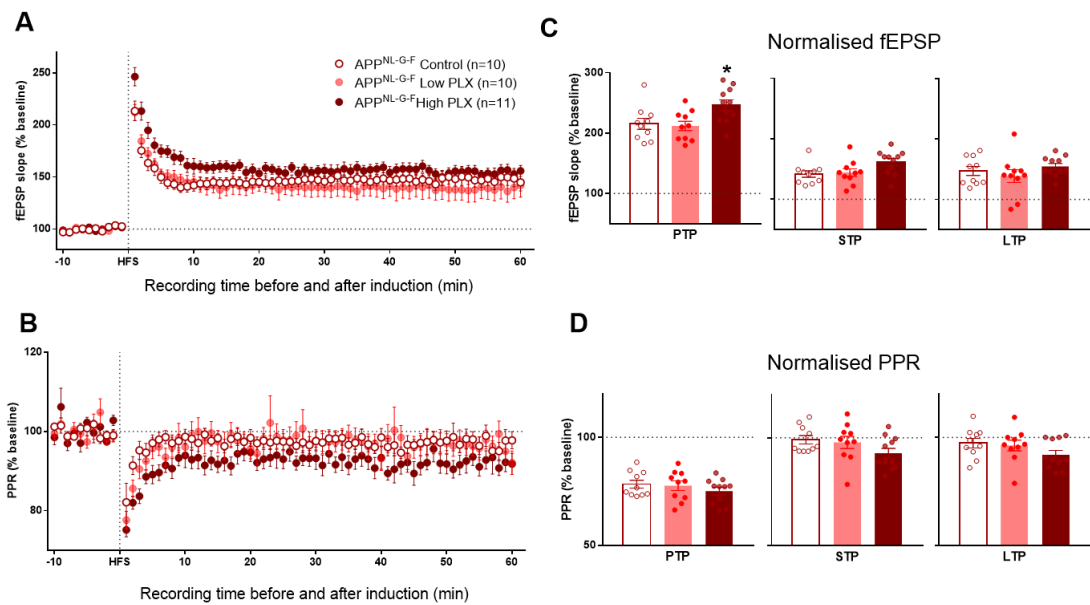 A
fEPSP slope (% baseline)
250
200
150
100
-10
HFS
10
20
30
40
50
60
Recording time before and after induction (min)
APP^NL-G-F Control (n=10)
APP^NL-G-F Low PLX (n=10)
APP^NL-G-F High PLX (n=11)
B
PPR (% baseline)
120
100
80
-10
HFS
10
20
30
40
50
60
Recording time before and after induction (min)
C
Normalised fEPSP
fEPSP slope (% baseline)
300
200
100
*
PTP
STP
LTP
D
Normalised PPR
PPR (% baseline)
100
50
PTP
STP
LTP